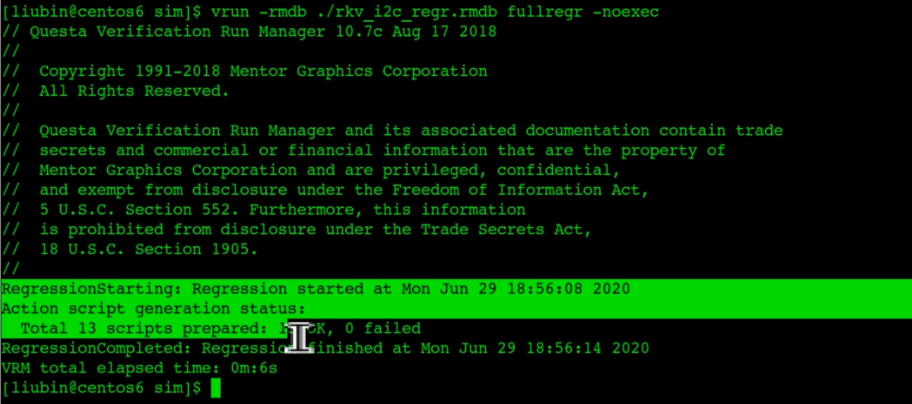 [liubin@centos6 sim]$ vrun -rmdb ./rkv_i2c_regr.rmdb fullregr -noexec
// Questa Verification Run Manager 10.7c Aug 17 2018
//
//  Copyright 1991-2018 Mentor Graphics Corporation
//  All Rights Reserved.
//
//  Questa Verification Run Manager and its associated documentation contain trade
//  secrets and commercial or financial information that are the property of
//  Mentor Graphics Corporation and are privileged, confidential,
//  and exempt from disclosure under the Freedom of Information Act,
//  5 U.S.C. Section 552. Furthermore, this information
//  is prohibited from disclosure under the Trade Secrets Act,
//  18 U.S.C. Section 1905.
//
RegressionStarting: Regression started at Mon Jun 29 18:56:08 2020
Action script generation status:
  Total 13 scripts prepared: OK, 0 failed
RegressionCompleted: Regression finished at Mon Jun 29 18:56:14 2020
VRM total elapsed time: 0m:6s
[liubin@centos6 sim]$